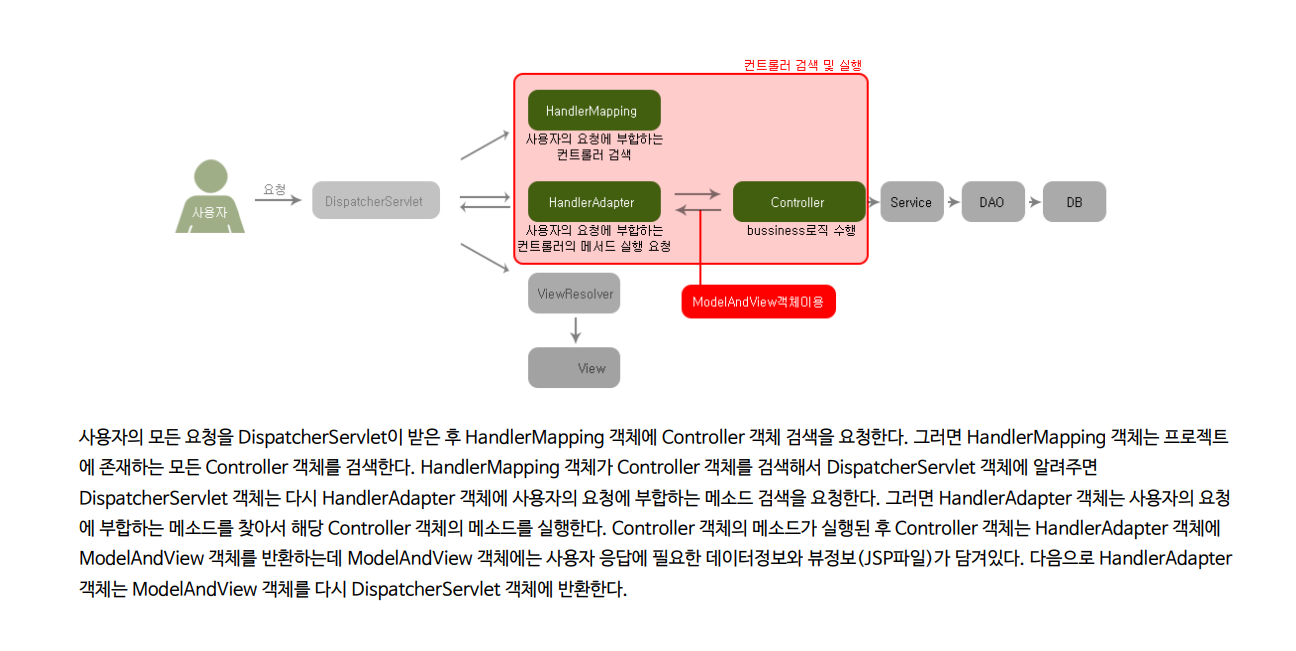 컨트롤러 검색 및 실행
HandlerMapping
사용자의 요청에 부합하는
컨트롤러 검색
요청
사용자
DispatcherServlet
HandlerAdapter
Controller
Service
DAO
DB
사용자의 요청에 부합하는
컨트롤러의 메서드 실행 요청
bussiness로직 수행
ViewResolver
ModelAndView객체이용
View
사용자의 모든 요청을 DispatcherServlet이 받은 후 HandlerMapping 객체에 Controller 객체 검색을 요청한다. 그러면 HandlerMapping 객체는 프로젝트
에 존재하는 모든 Controller 객체를 검색한다. HandlerMapping 객체가 Controller 객체를 검색해서 DispatcherServlet 객체에 알려주면
DispatcherServlet 객체는 다시 HandlerAdapter 객체에 사용자의 요청에 부합하는 메소드 검색을 요청한다. 그러면 HandlerAdapter 객체는 사용자의 요청
에 부합하는 메소드를 찾아서 해당 Controller 객체의 메소드를 실행한다. Controller 객체의 메소드가 실행된 후 Controller 객체는 HandlerAdapter 객체에
ModelAndView 객체를 반환하는데 ModelAndView 객체에는 사용자 응답에 필요한 데이터정보와 뷰정보(JSP파일)가 담겨있다. 다음으로 HandlerAdapter
객체는 ModelAndView 객체를 다시 DispatcherServlet 객체에 반환한다.